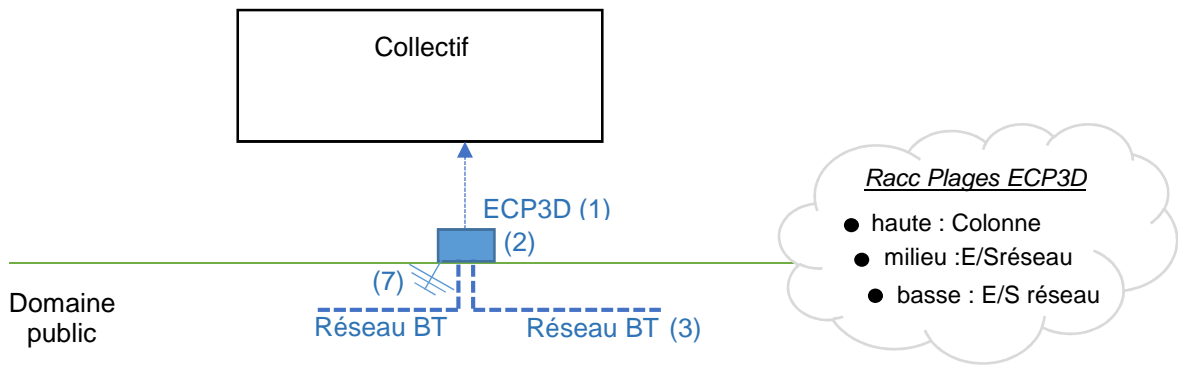 Collectif
ECP3D (1)
(2)
(7)
Domaine
public
Réseau BT
Réseau BT (3)
Racc Plages ECP3D
● haute : Colonne
● milieu :E/Sréseau
● basse : E/S réseau